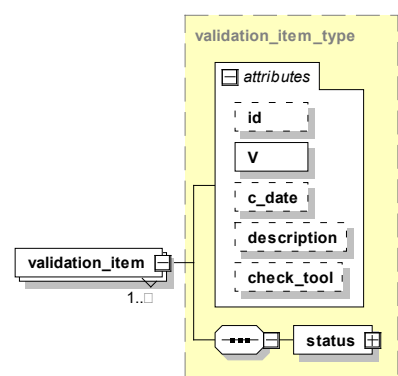 validation_item_type
attributes
id
V
c_date
description
check_tool
validation_item
1..□
status